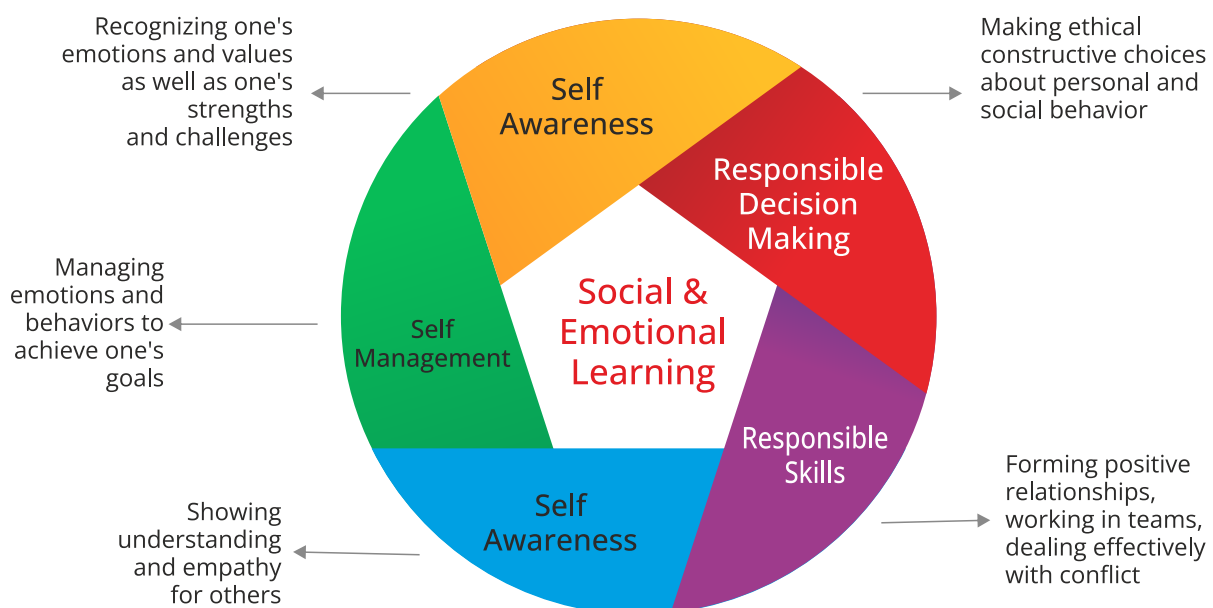 Recognizing one's
emotions and values
as well as one's
strengths
and challenges
Self
Awareness
Making ethical
constructive choices
about personal and
social behavior
Responsible
Decision
Making
Managing
emotions and
behaviors to
achieve one's
goals
Self
Management
Social &
Emotional
Learning
Responsible
Skills
Forming positive
relationships,
working in teams,
dealing effectively
with conflict
Showing
understanding
and empathy
for others
Self
Awareness